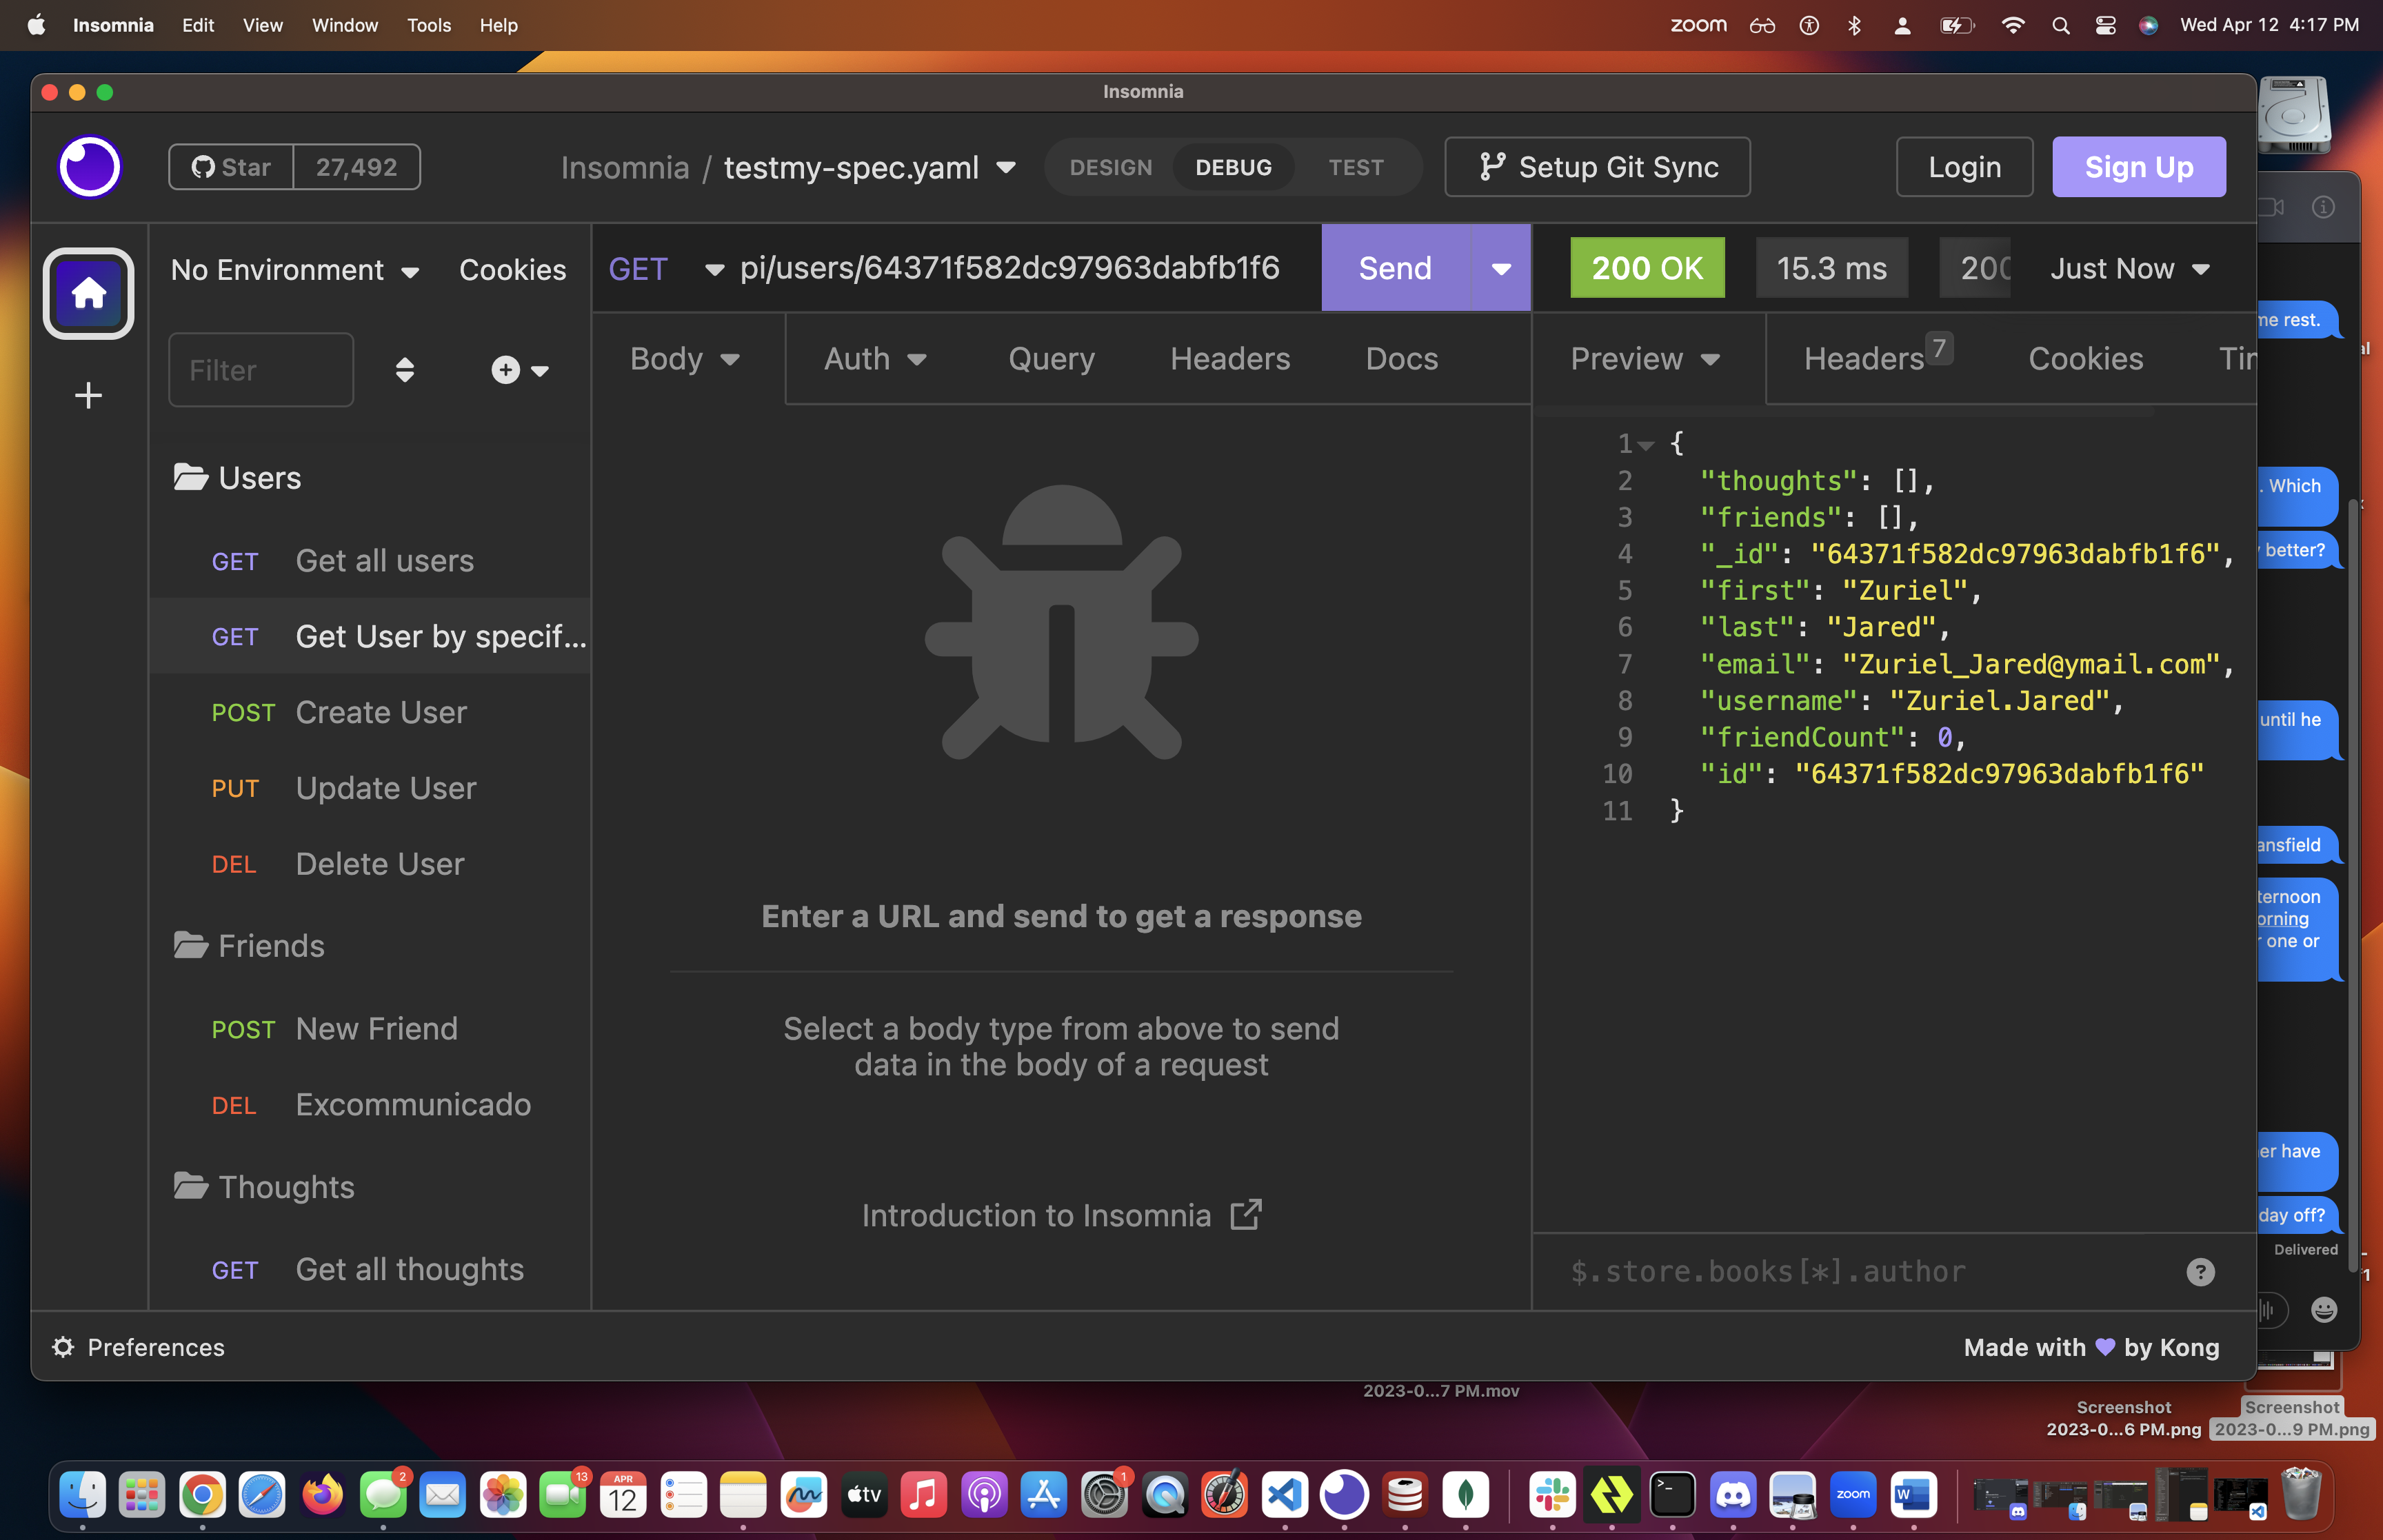 Insomnia Edit View Window Tools Help
zoom Wed Apr 12 4:17 PM
Insomnia
Star 27,492
Insomnia / testmy-spec.yaml
DESIGN DEBUG TEST
Setup Git Sync
Login Sign Up
No Environment Cookies
Filter
Users
GET Get all users
GET Get User by specif...
POST Create User
PUT Update User
DEL Delete User
Friends
POST New Friend
DEL Excommunicado
Thoughts
GET Get all thoughts
GET pi/users/64371f582dc97963dabfb1f6 Send
Body Auth Query Headers Docs
Enter a URL and send to get a response
Select a body type from above to send
data in the body of a request
Introduction to Insomnia
200 OK 15.3 ms 200 Just Now
Preview Headers 7 Cookies Tim
1 {
2 "thoughts": [],
3 "friends": [],
4 "_id": "64371f582dc97963dabfb1f6",
5 "first": "Zuriel",
6 "last": "Jared",
7 "email": "Zuriel_Jared@ymail.com",
8 "username": "Zuriel.Jared",
9 "friendCount": 0,
10 "id": "64371f582dc97963dabfb1f6"
11 }
$.store.books[*].author ?
Preferences
Made with by Kong
me rest.
. Which
better?
until he
ansfield
ternoon
orning
one or
er have
day off?
Delivered
2023-0...7 PM.mov
Screenshot
2023-0...6 PM.png
Screenshot
2023-0...9 PM.png
2
13
APR
12
tv
1
zoom
W